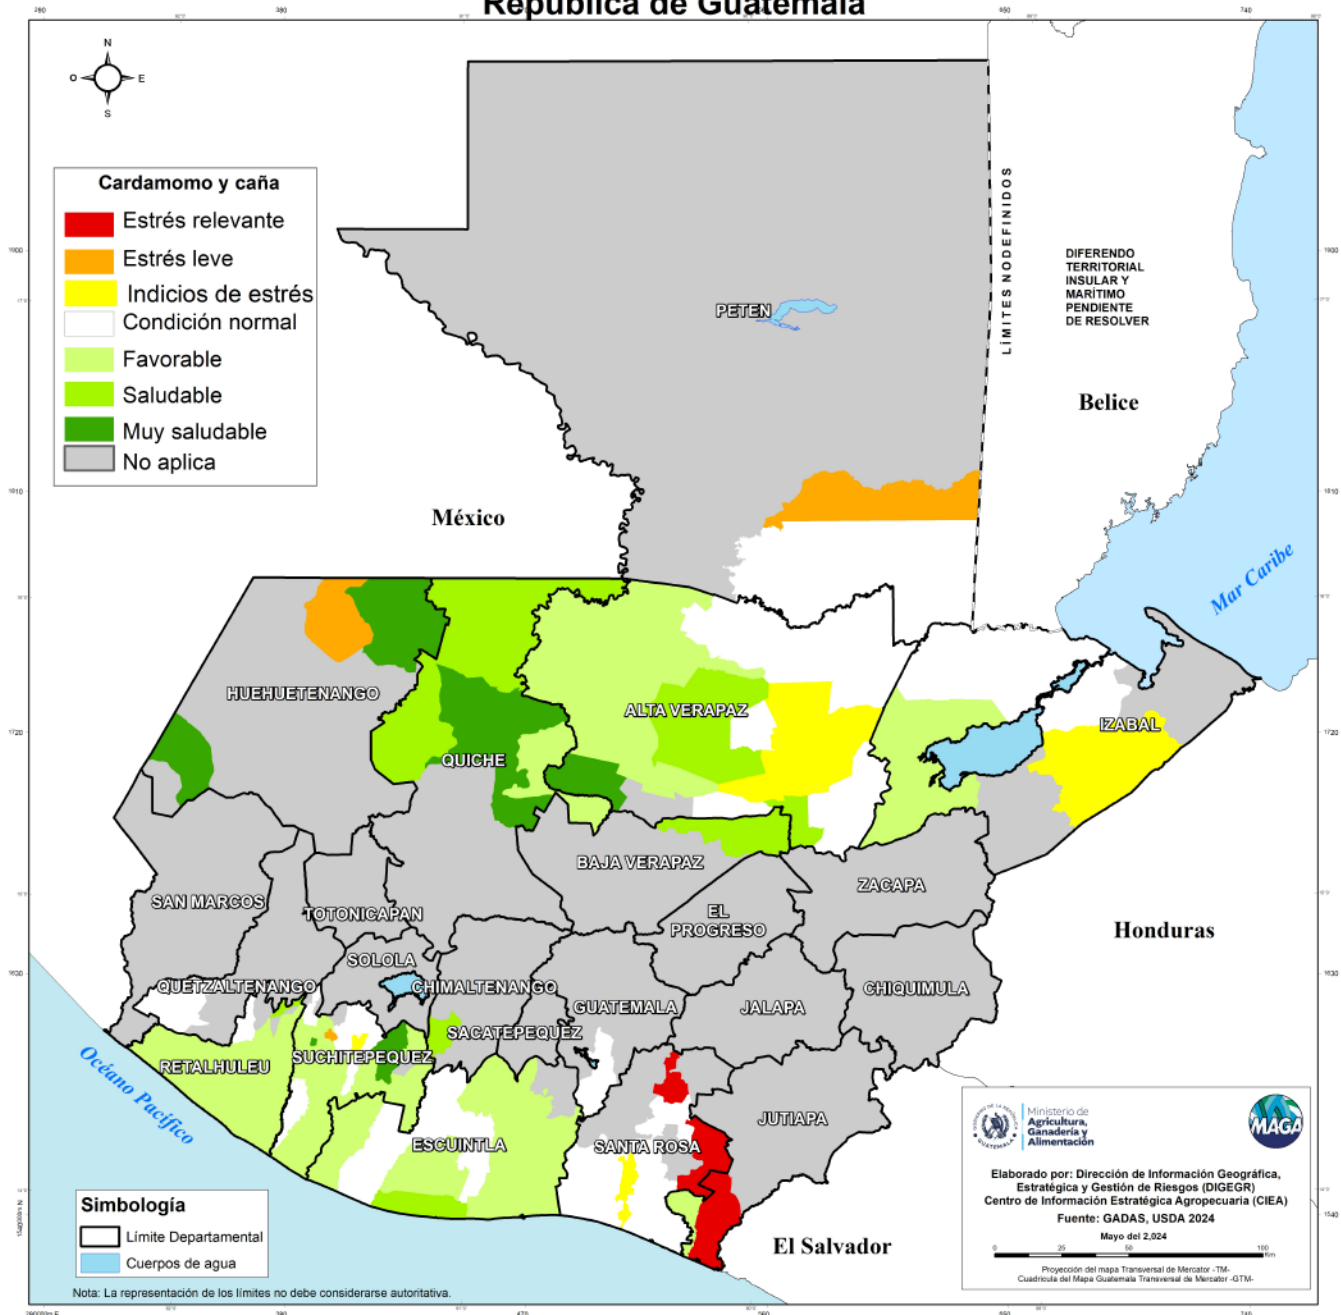 República de Guatemala
N
O
E
S
Cardamomo y caña
Estrés relevante
Estrés leve
Indicios de estrés
Condición normal
Favorable
Saludable
Muy saludable
No aplica
PETEN
LÍMITES NODEFINIDOS
DIFERENDO
TERRITORIAL
INSULAR Y
MARÍTIMO
PENDIENTE
DE RESOLVER
Belice
México
Mar Caribe
HUEHUETENANGO
ALTA VERAPAZ
IZABAL
QUICHE
BAJA VERAPAZ
ZACAPA
SAN MARCOS
TOTONICAPAN
EL
PROGRESO
Honduras
SOLOLA
QUETZALTENANGO
CHIMALTENANGO
GUATEMALA
JALAPA
CHIQUIMULA
SACATEPEQUEZ
RETALHULEU
SUCHITEPEQUEZ
Océano Pacífico
ESCUINTLA
SANTA ROSA
JUTIAPA
El Salvador
Simbología
Límite Departamental
Cuerpos de agua
Nota: La representación de los límites no debe considerarse autoritativa.
Ministerio de
Agricultura,
Ganadería y
Alimentación
MAGA
Elaborado por: Dirección de Información Geográfica,
Estratégica y Gestión de Riesgos (DIGEGR)
Centro de Información Estratégica Agropecuaria (CIEA)
Fuente: GADAS, USDA 2024
Mayo del 2,024
0 25 50 100
Km
Proyección del mapa Transversal de Mercator -TM-
Cuadricula del Mapa Guatemala Transversal de Mercator -GTM-